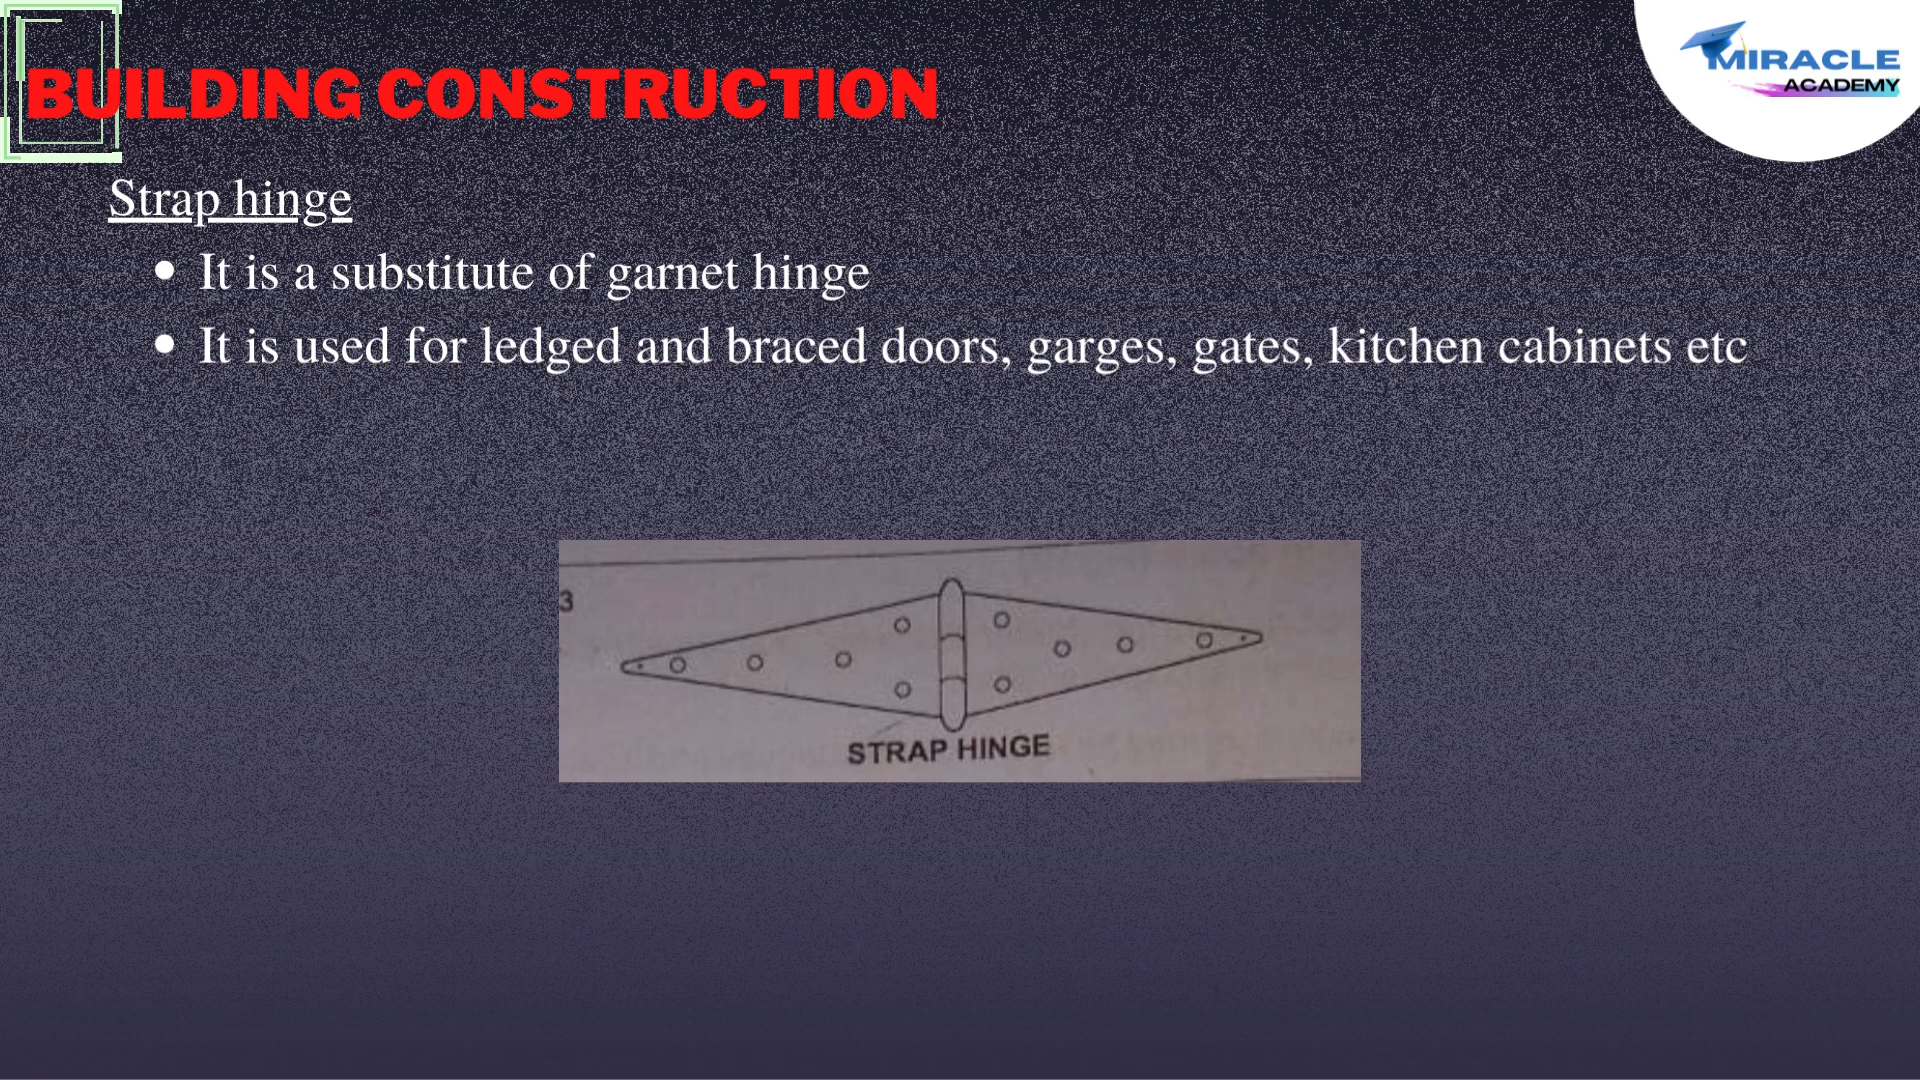 BUILDING CONSTRUCTION
MIRACLE
ACADEMY
Strap hinge
It is a substitute of garnet hinge
It is used for ledged and braced doors, garges, gates, kitchen cabinets etc
3
STRAP HINGE